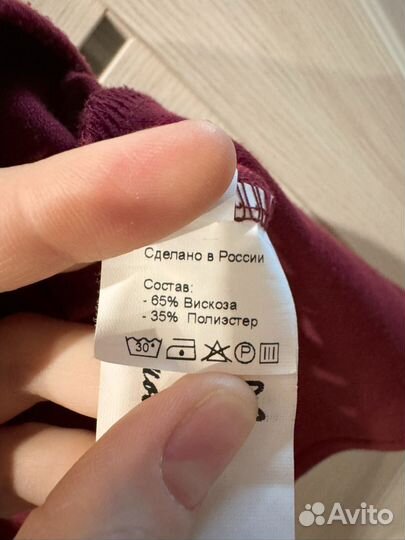 Сделано в России
Состав:
- 65% Вискоза
- 35% Полиэстер
30° P
Avito